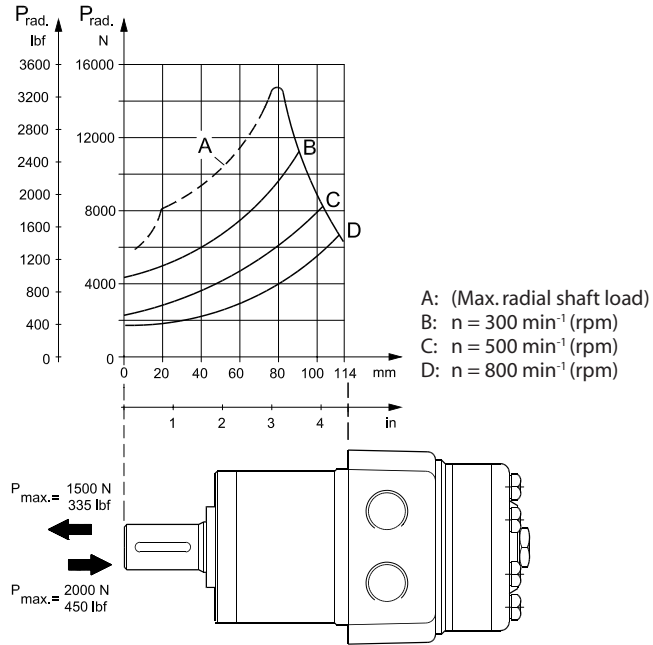 P rad. P rad.
lbf N
3600 16000
3200
2800
2400 12000
2000
1600 8000
1200
800 4000
400
0 0
A
B
C
D
0 20 40 60 80 100 114 mm
1 2 3 4 in
A: (Max. radial shaft load)
B: n = 300 min⁻¹ (rpm)
C: n = 500 min⁻¹ (rpm)
D: n = 800 min⁻¹ (rpm)
P max. = 1500 N
335 lbf
P max. = 2000 N
450 lbf